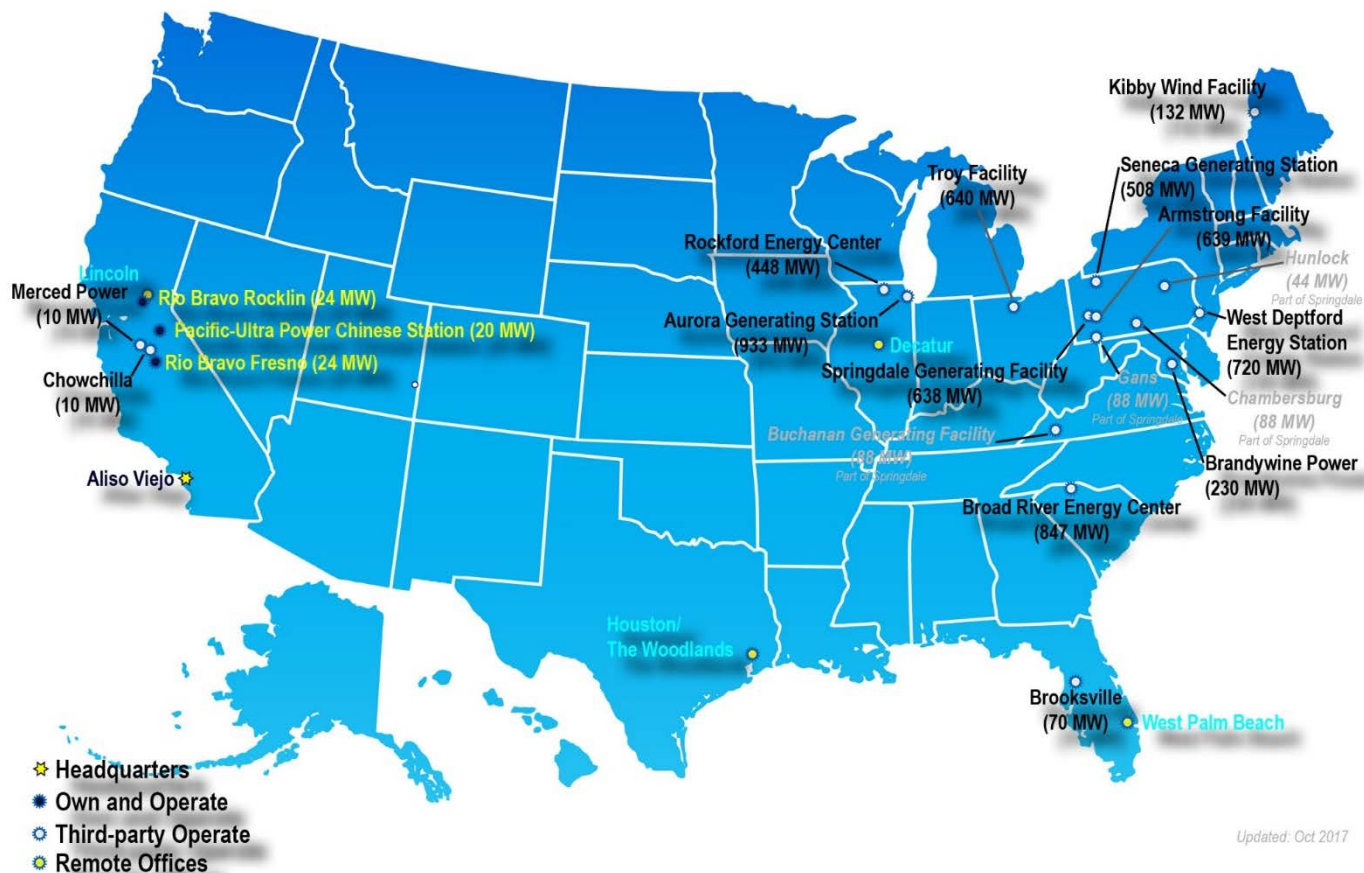 Kibby Wind Facility
(132 MW)
Seneca Generating Station
(508 MW)
Troy Facility
(640 MW)
Armstrong Facility
(639 MW)
Rockford Energy Center
(448 MW)
Hunlock
(44 MW)
Part of Springdale
Lincoln
Merced Power
(10 MW)
Rio Bravo Rocklin (24 MW)
Pacific-Ultra Power Chinese Station (20 MW)
Rio Bravo Fresno (24 MW)
Chowchilla
(10 MW)
Aurora Generating Station
(933 MW)
Decatur
West Deptford
Energy Station
(720 MW)
Springdale Generating Facility
(638 MW)
Gans
(88 MW)
Part of Springdale
Chambersburg
(88 MW)
Part of Springdale
Buchanan Generating Facility
(88 MW)
Part of Springdale
Brandywine Power
(230 MW)
Aliso Viejo
Broad River Energy Center
(847 MW)
Houston/
The Woodlands
Brooksville
(70 MW)
West Palm Beach
Headquarters
Own and Operate
Third-party Operate
Remote Offices
Updated: Oct 2017